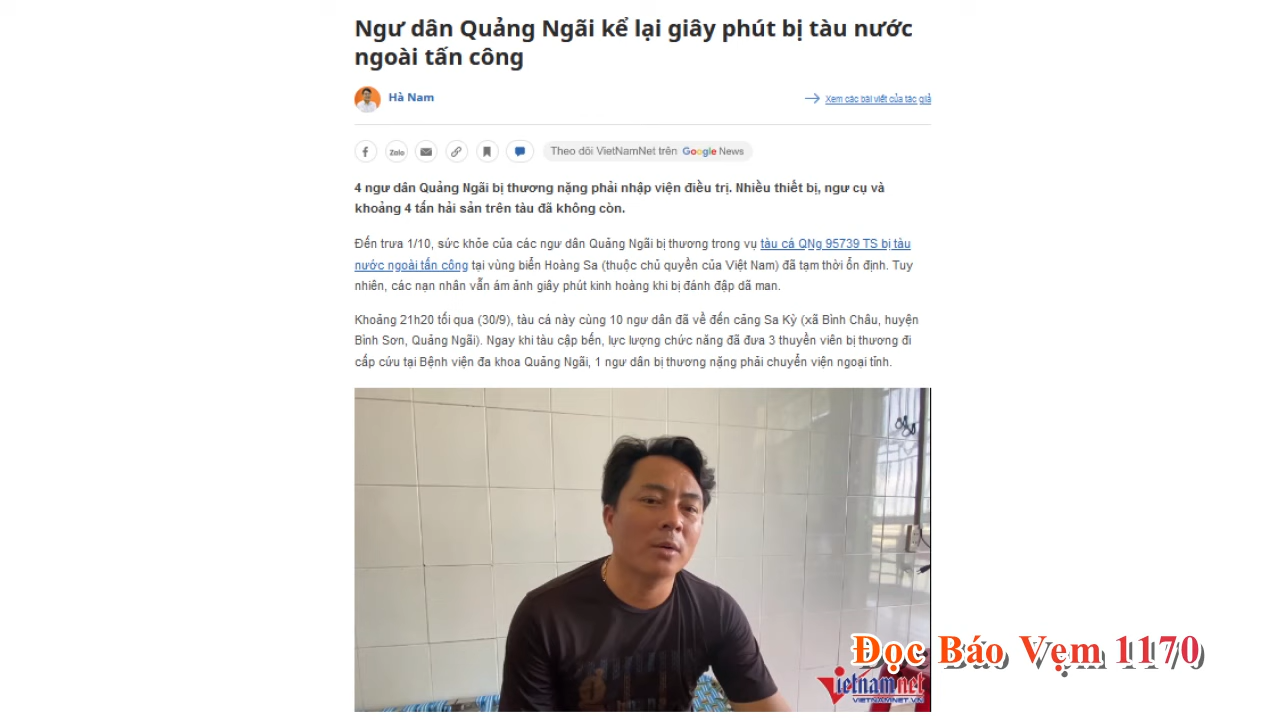 Ngư dân Quảng Ngãi kể lại giây phút bị tàu nước
ngoài tấn công
Hà Nam
Xem các bài viết của tác giả
Zalo
Theo dõi VietNamNet trên Google News
4 ngư dân Quảng Ngãi bị thương nặng phải nhập viện điều trị. Nhiều thiết bị, ngư cụ và
khoảng 4 tấn hải sản trên tàu đã không còn.
Đến trưa 1/10, sức khỏe của các ngư dân Quảng Ngãi bị thương trong vụ tàu cá QNg 95739 TS bị tàu
nước ngoài tấn công tại vùng biển Hoàng Sa (thuộc chủ quyền của Việt Nam) đã tạm thời ổn định. Tuy
nhiên, các nạn nhân vẫn ám ảnh giây phút kinh hoàng khi bị đánh đập dã man.
Khoảng 21h20 tối qua (30/9), tàu cá này cùng 10 ngư dân đã về đến cảng Sa Kỳ (xã Bình Châu, huyện
Bình Sơn, Quảng Ngãi). Ngay khi tàu cập bến, lực lượng chức năng đã đưa 3 thuyền viên bị thương đi
cấp cứu tại Bệnh viện đa khoa Quảng Ngãi, 1 ngư dân bị thương nặng phải chuyển viện ngoại tỉnh.
Đọc Báo Vẹm 1170
vietnamnet
VIETNAMNET.VN